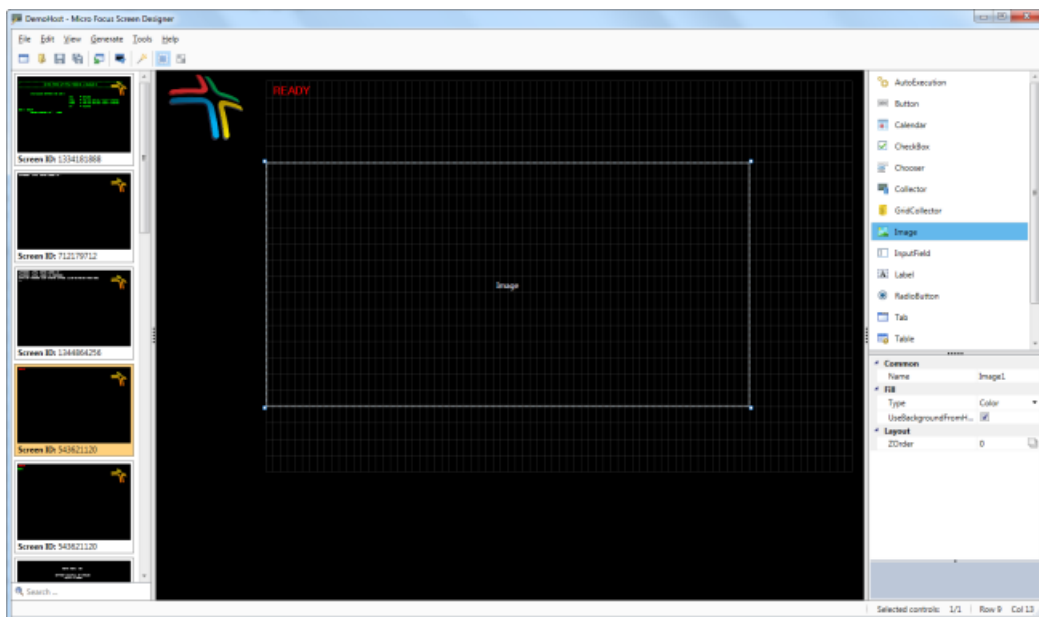 DemoHost - Micro Focus Screen Designer
File Edit View Generate Tools Help
Screen ID: 1334181888
Screen ID: 712179712
Screen ID: 1344864256
Screen ID: 543621120
Screen ID: 543621120
Search...
READY
Image
AutoExecution
Button
Calendar
CheckBox
Chooser
Collector
GridCollector
Image
InputField
Label
RadioButton
Tab
Table
Common
Name Image1
Fill
Type Color
UseBackgroundFromH...
Layout
ZOrder 0
Selected controls: 1/1 Row 9 Col 13